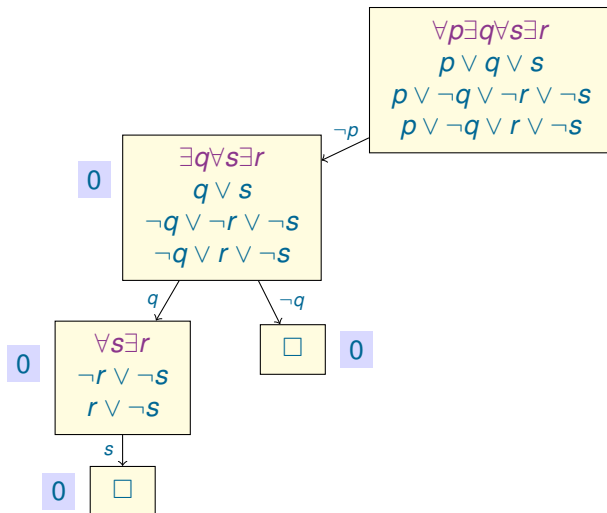 ∀p∃q∀s∃r
p ∨ q ∨ s
p ∨ ¬q ∨ ¬r ∨ ¬s
p ∨ ¬q ∨ r ∨ ¬s
¬p
0
∃q∀s∃r
q ∨ s
¬q ∨ ¬r ∨ ¬s
¬q ∨ r ∨ ¬s
q
¬q
0
∀s∃r
¬r ∨ ¬s
r ∨ ¬s
□
0
s
0
□